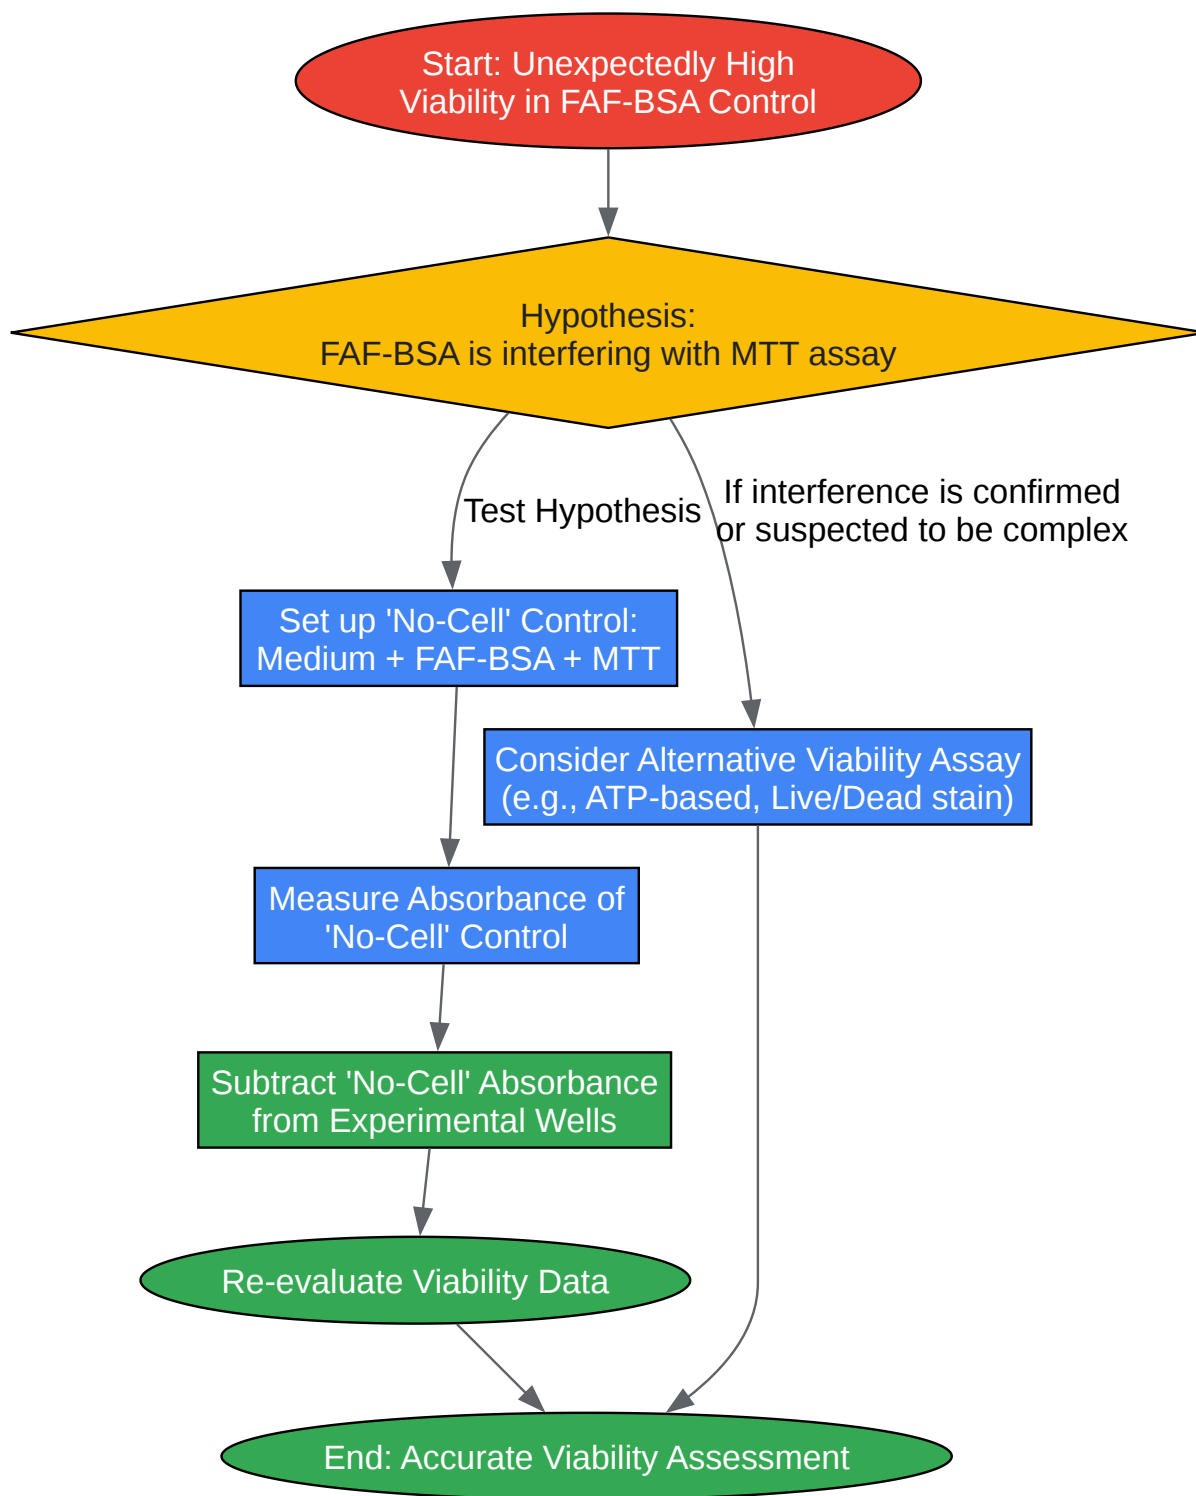 Start: Unexpectedly High
Viability in FAF-BSA Control
Hypothesis:
FAF-BSA is interfering with MTT assay
Test Hypothesis
If interference is confirmed
or suspected to be complex
Set up 'No-Cell' Control:
Medium + FAF-BSA + MTT
Consider Alternative Viability Assay
(e.g., ATP-based, Live/Dead stain)
Measure Absorbance of
'No-Cell' Control
Subtract 'No-Cell' Absorbance
from Experimental Wells
Re-evaluate Viability Data
End: Accurate Viability Assessment